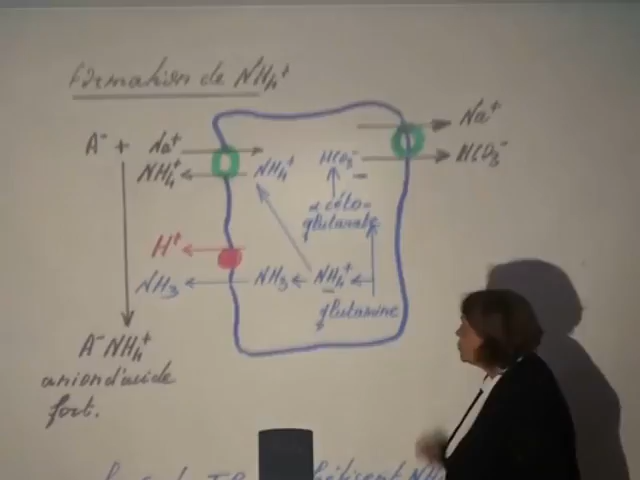 Formation de NH₄⁺
A⁻ + Na⁺
NH₄⁺
NH₄⁺
HCO₃⁻
Na⁺
HCO₃⁻
α céto-
glutarate
H⁺
NH₃
NH₃ ← NH₄⁺
glutamine
A⁻NH₄⁺
anion d'acide
fort.